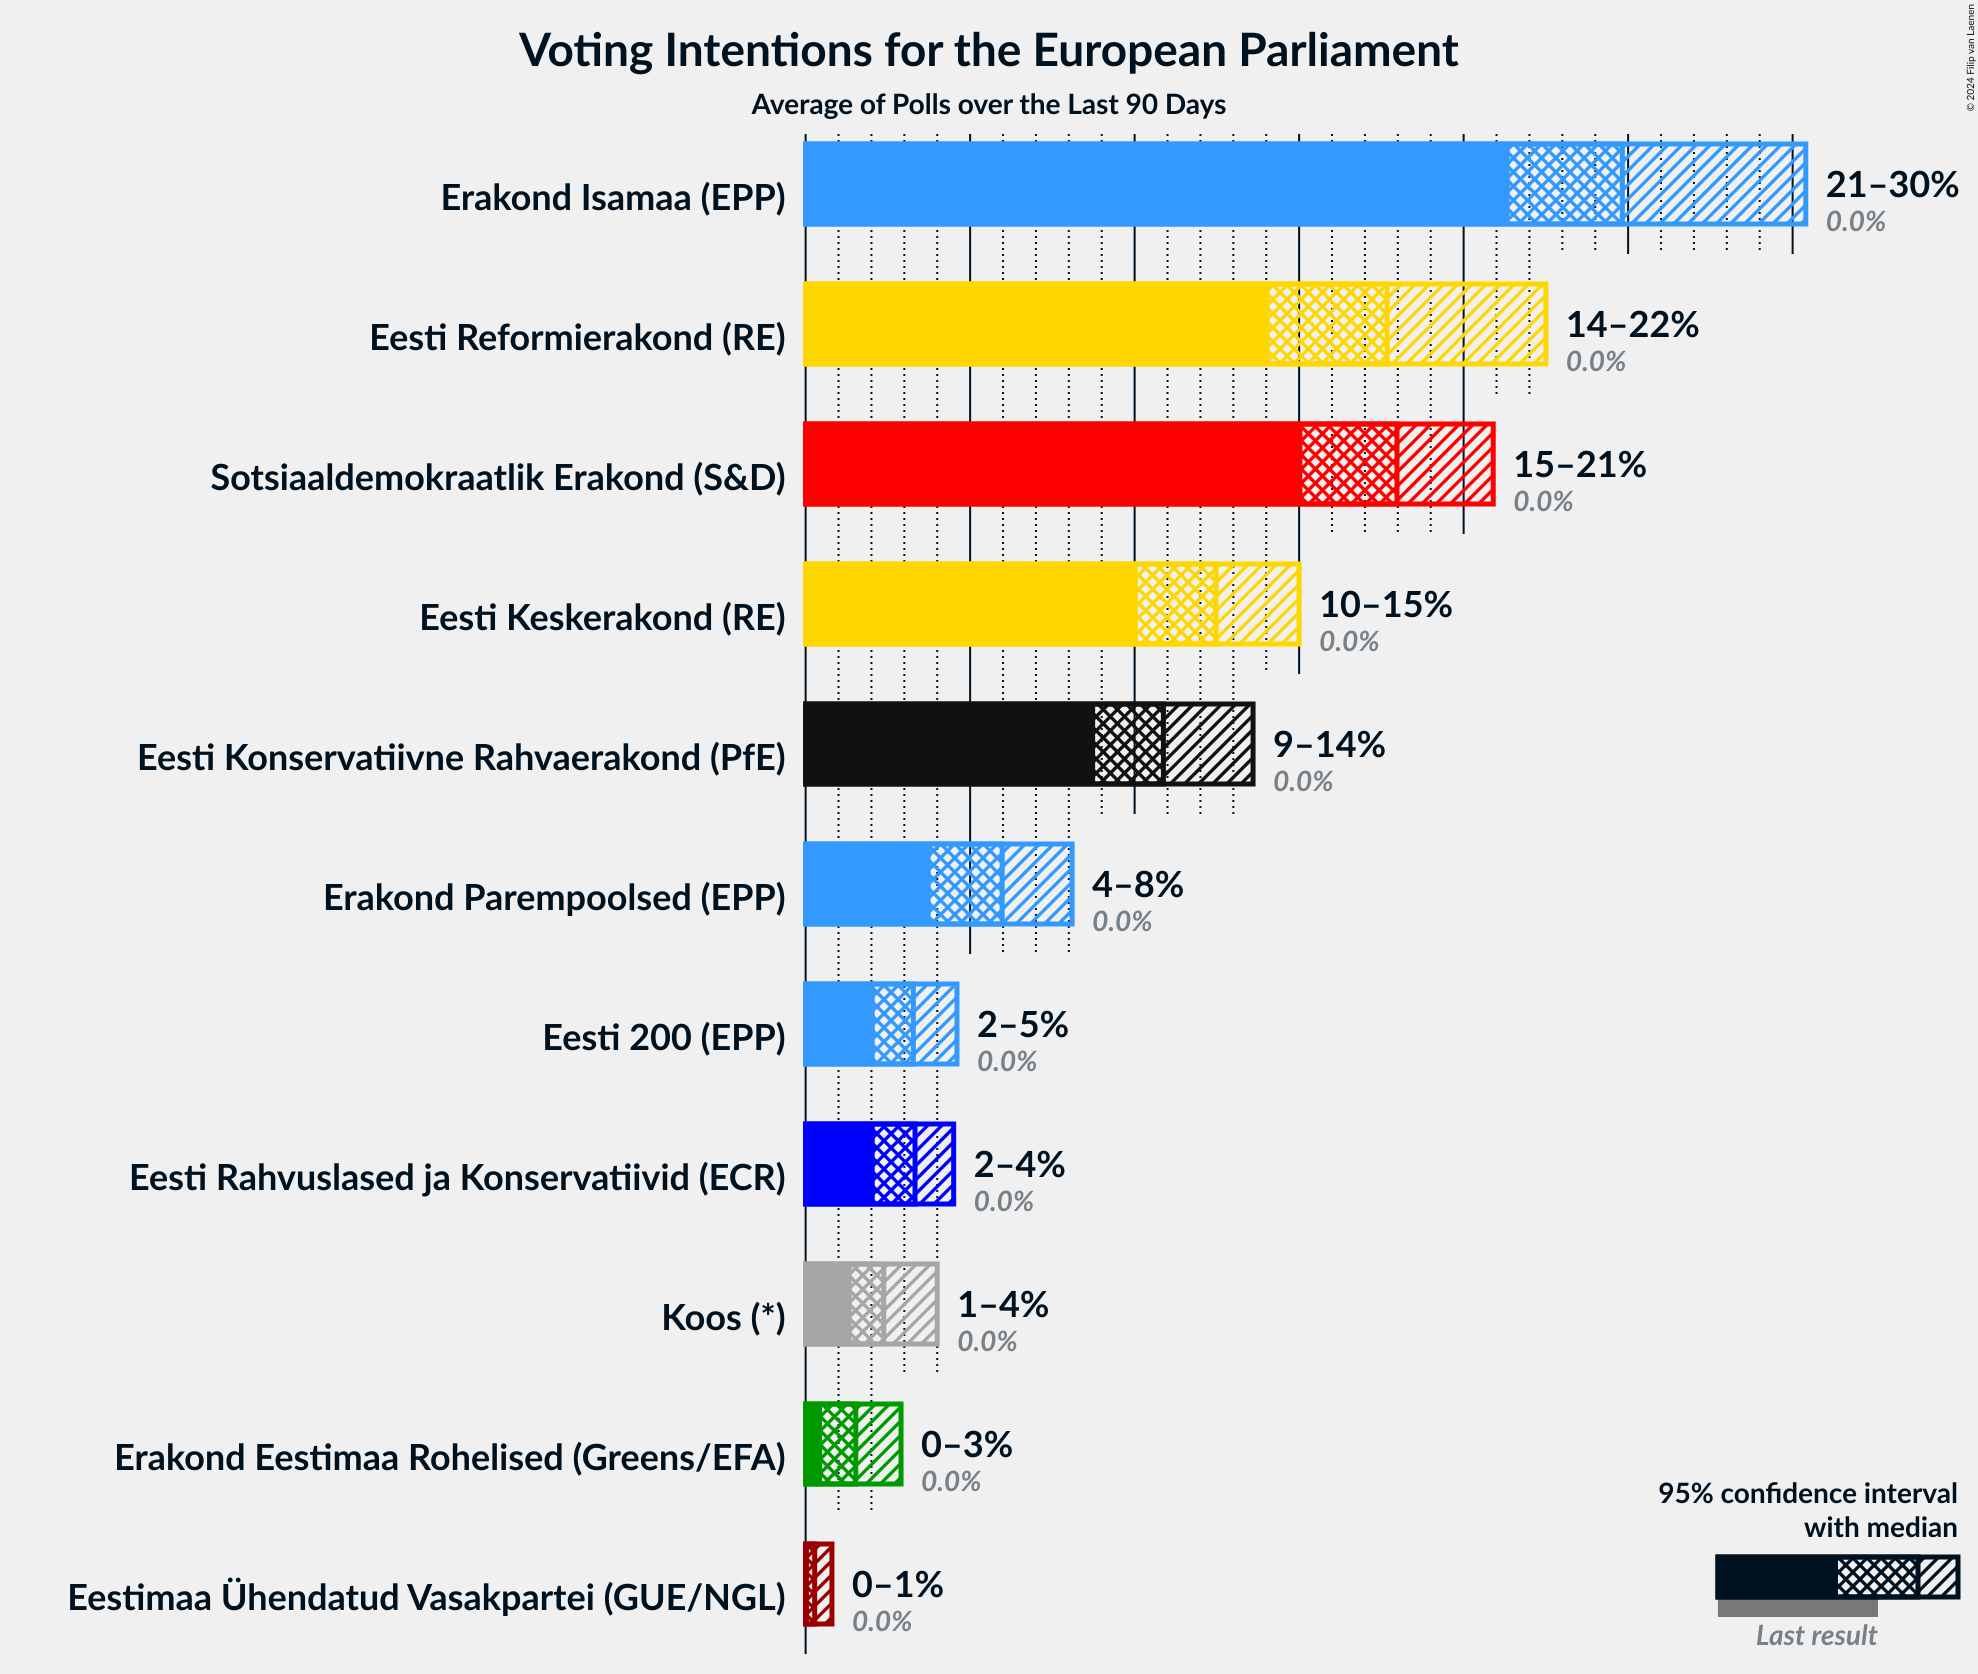 Voting Intentions for the European Parliament
Average of Polls over the Last 90 Days
© 2024 Filip van Laenen
Erakond Isamaa (EPP)
21–30%
0.0%
Eesti Reformierakond (RE)
14–22%
0.0%
Sotsiaaldemokraatlik Erakond (S&D)
15–21%
0.0%
Eesti Keskerakond (RE)
10–15%
0.0%
Eesti Konservatiivne Rahvaerakond (PfE)
9–14%
0.0%
Erakond Parempoolsed (EPP)
4–8%
0.0%
Eesti 200 (EPP)
2–5%
0.0%
Eesti Rahvuslased ja Konservatiivid (ECR)
2–4%
0.0%
Koos (*)
1–4%
0.0%
Erakond Eestimaa Rohelised (Greens/EFA)
0–3%
0.0%
Eestimaa Ühendatud Vasakpartei (GUE/NGL)
0–1%
0.0%
95% confidence interval
with median
Last result